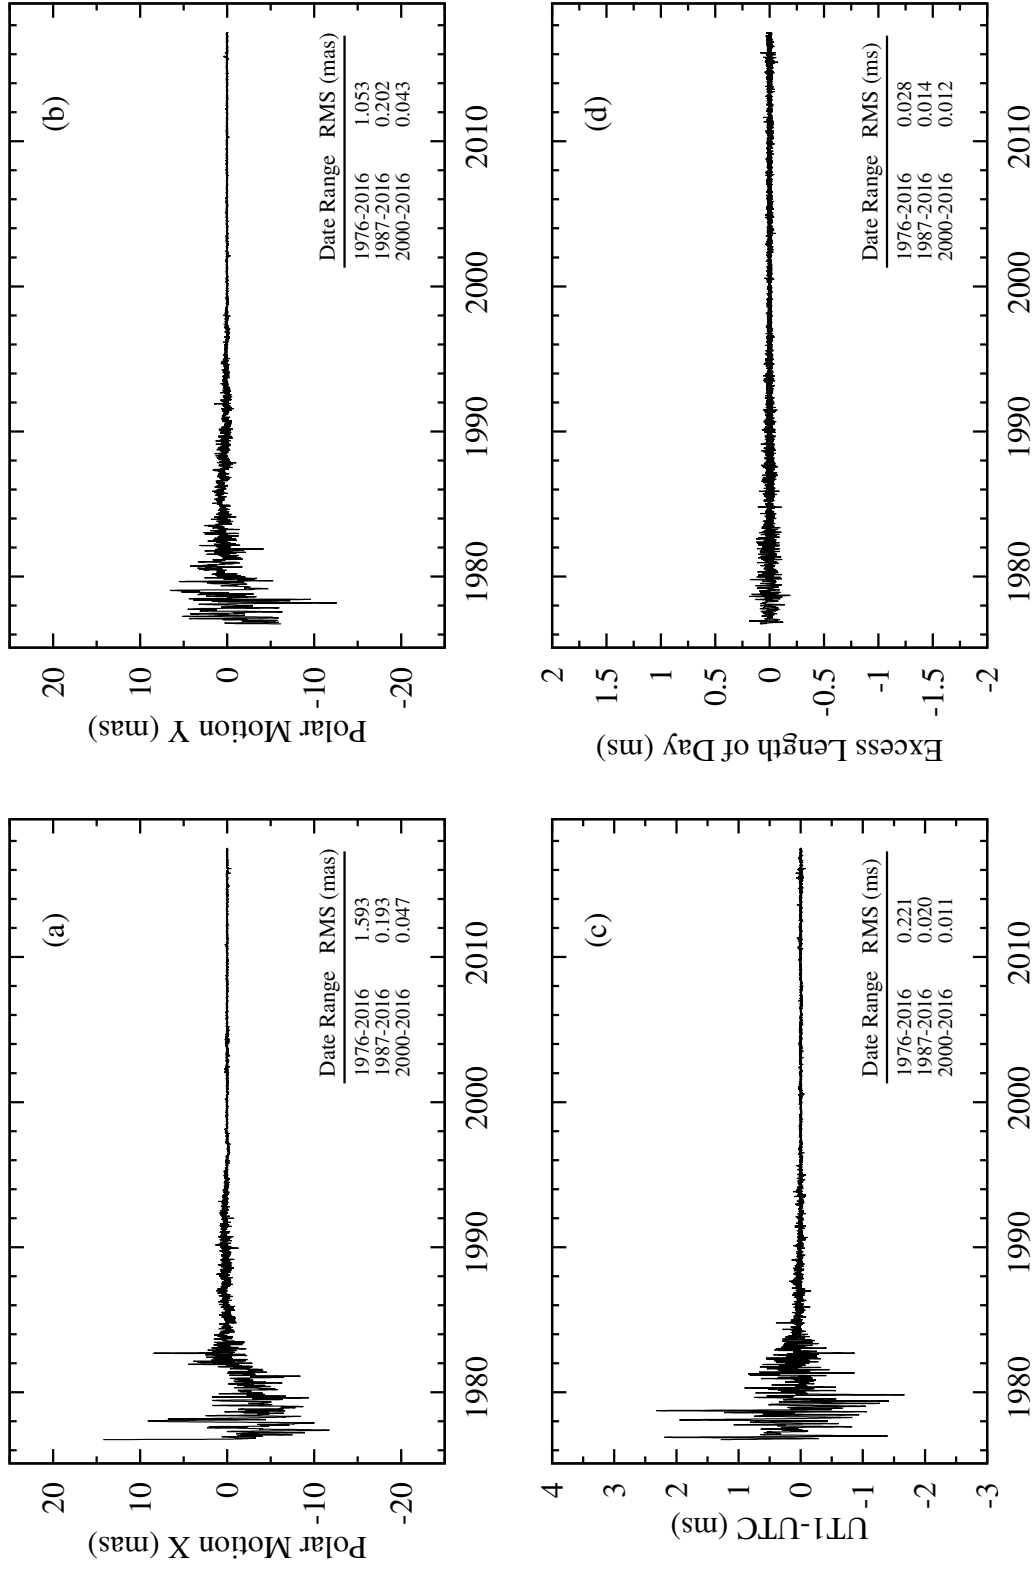 (a)
Polar Motion X (mas)
20
10
0
-10
-20
Date Range RMS (mas)
1976-2016 1.593
1987-2016 0.193
2000-2016 0.047
1980 1990 2000 2010
(b)
Polar Motion Y (mas)
20
10
0
-10
-20
Date Range RMS (mas)
1976-2016 1.053
1987-2016 0.202
2000-2016 0.043
1980 1990 2000 2010
(c)
UT1-UTC (ms)
4
3
2
1
0
-1
-2
-3
Date Range RMS (ms)
1976-2016 0.221
1987-2016 0.020
2000-2016 0.011
1980 1990 2000 2010
(d)
Excess Length of Day (ms)
2
1.5
1
0.5
0
-0.5
-1
-1.5
-2
Date Range RMS (ms)
1976-2016 0.028
1987-2016 0.014
2000-2016 0.012
1980 1990 2000 2010